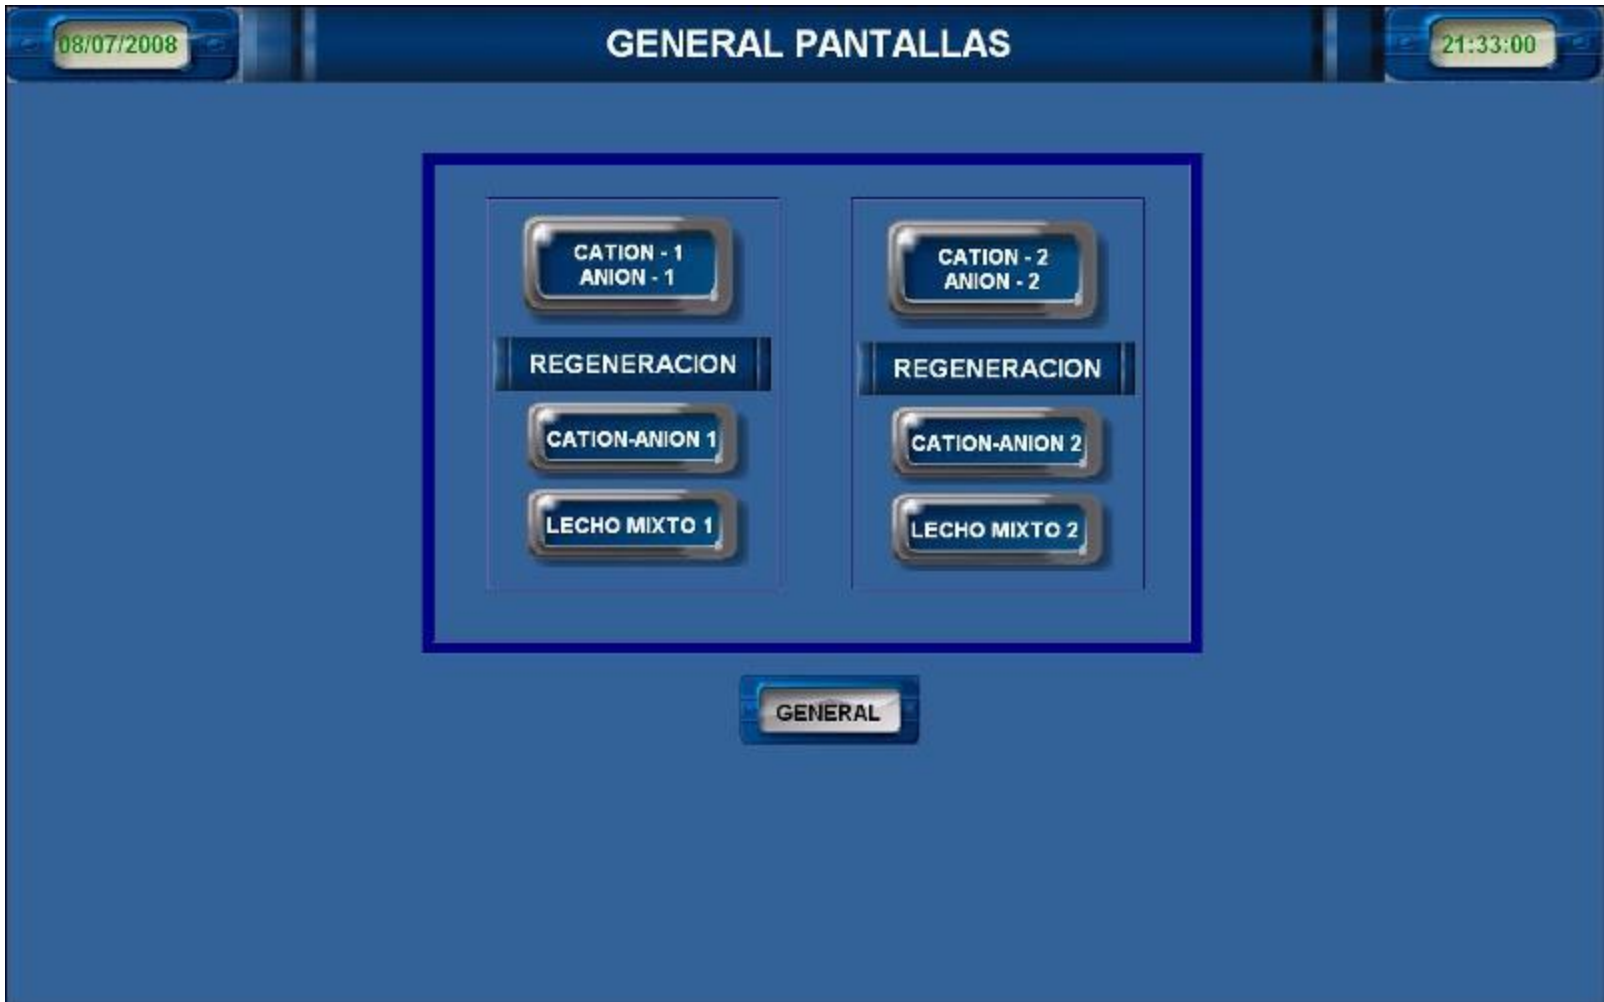 08/07/2008
GENERAL PANTALLAS
21:33:00
CATION - 1
ANION - 1
REGENERACION
CATION-ANION 1
LECHO MIXTO 1
CATION - 2
ANION - 2
REGENERACION
CATION-ANION 2
LECHO MIXTO 2
GENERAL